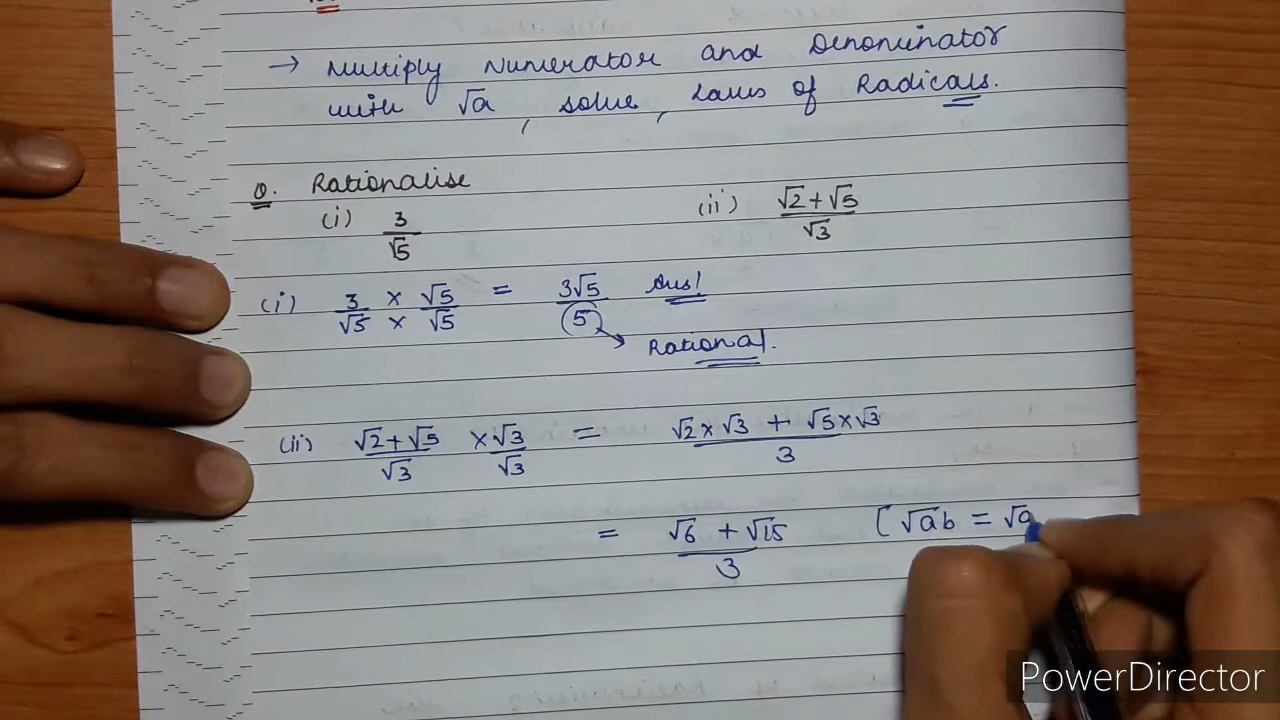 → Multiply Numerator and Denominator
with √a , solve , Laws of Radicals.
Q. Rationalise
(i) 3/√5 (ii) √2+√5/√3
(i) 3/√5 × √5/√5 = 3√5/5 Ans!
Rational.
(ii) √2+√5/√3 × √3/√3 = √2×√3 + √5×√3/3
= √6 + √15/3 [√ab = √a
PowerDirector